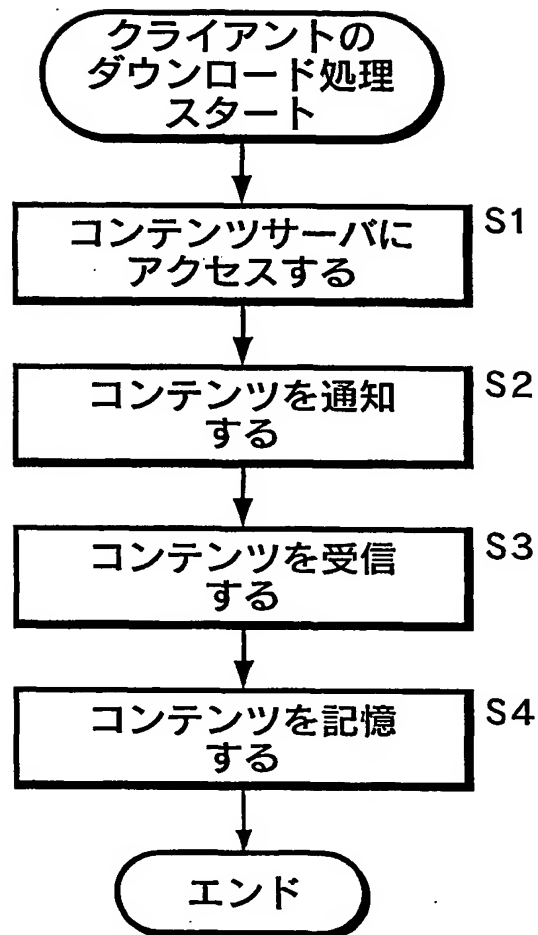 クライアントの
ダウンロード処理
スタート
コンテンツサーバに
アクセスする
S1
コンテンツを通知
する
S2
コンテンツを受信
する
S3
コンテンツを記憶
する
S4
エンド